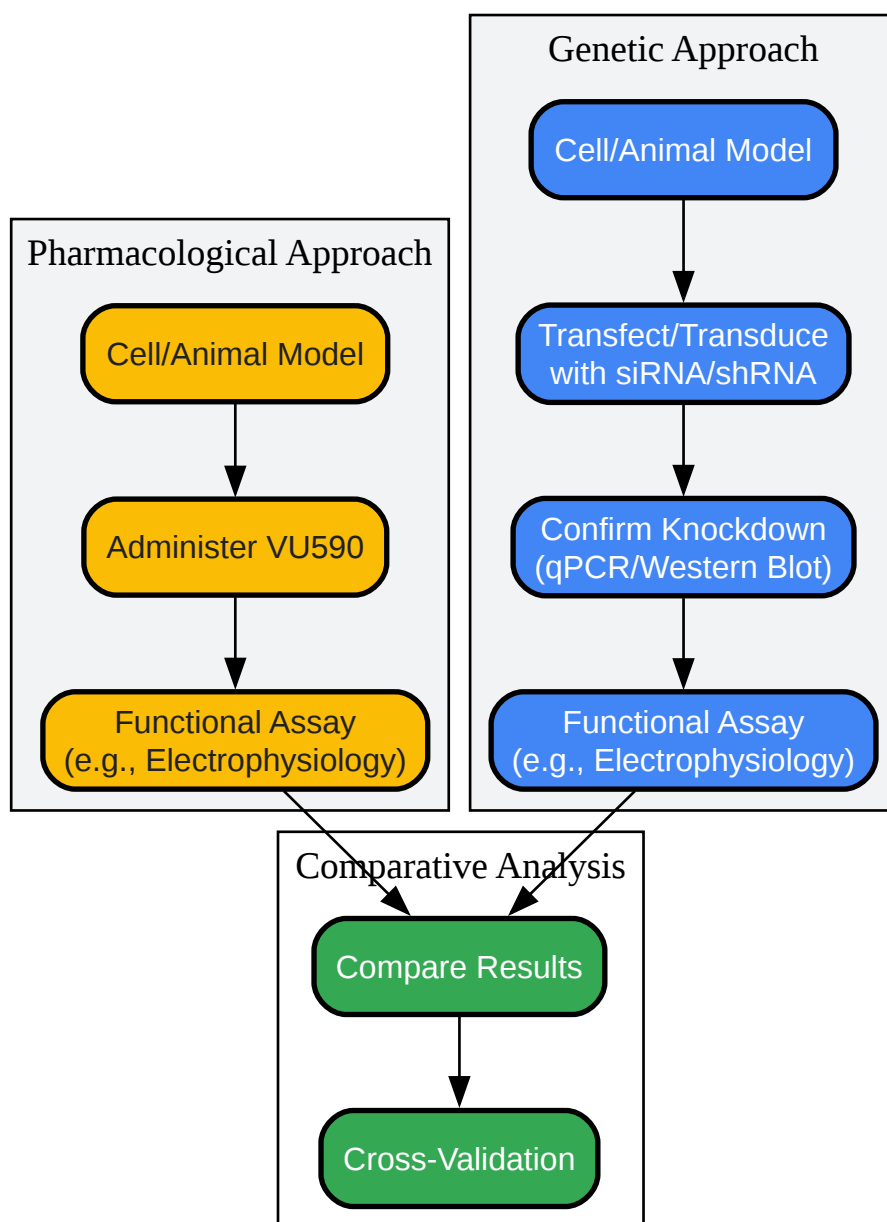 Genetic Approach
Cell/Animal Model
Transfect/Transduce
with siRNA/shRNA
Confirm Knockdown
(qPCR/Western Blot)
Functional Assay
(e.g., Electrophysiology)
Pharmacological Approach
Cell/Animal Model
Administer VU590
Functional Assay
(e.g., Electrophysiology)
Comparative Analysis
Compare Results
Cross-Validation